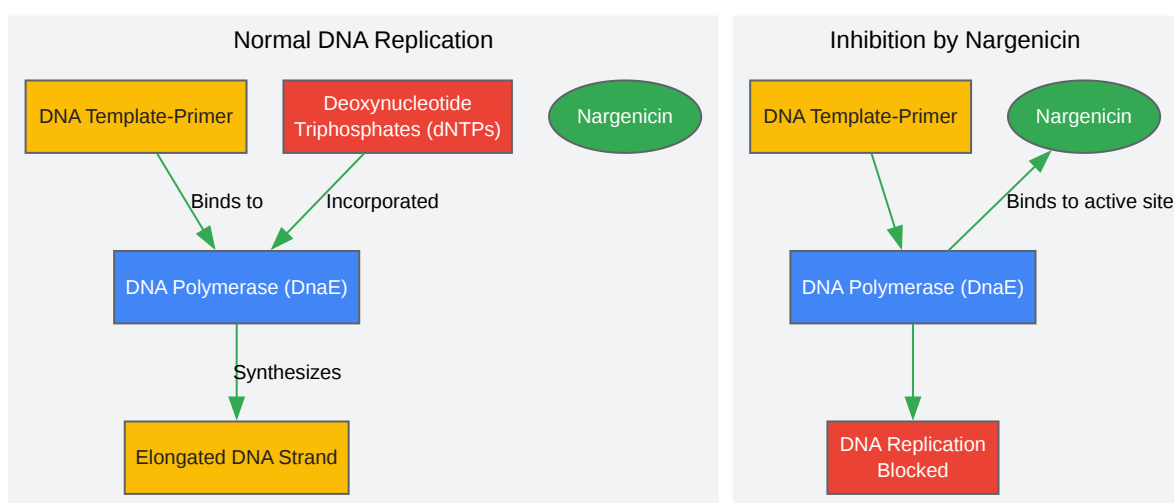 Normal DNA Replication
DNA Template-Primer
Deoxynucleotide
Triphosphates (dNTPs)
Nargenicin
Binds to
Incorporated
DNA Polymerase (DnaE)
Synthesizes
Elongated DNA Strand
Inhibition by Nargenicin
DNA Template-Primer
Nargenicin
Binds to active site
DNA Polymerase (DnaE)
DNA Replication
Blocked